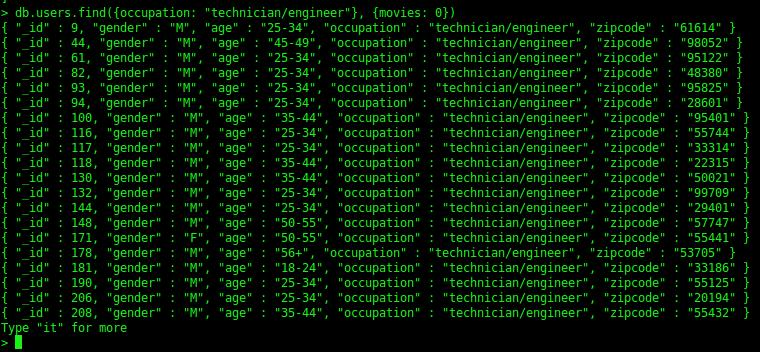 > db.users.find({occupation: "technician/engineer"}, {movies: 0})
{ "_id" : 9, "gender" : "M", "age" : "25-34", "occupation" : "technician/engineer", "zipcode" : "61614" }
{ "_id" : 44, "gender" : "M", "age" : "45-49", "occupation" : "technician/engineer", "zipcode" : "98052" }
{ "_id" : 61, "gender" : "M", "age" : "25-34", "occupation" : "technician/engineer", "zipcode" : "95122" }
{ "_id" : 82, "gender" : "M", "age" : "25-34", "occupation" : "technician/engineer", "zipcode" : "48380" }
{ "_id" : 93, "gender" : "M", "age" : "25-34", "occupation" : "technician/engineer", "zipcode" : "95825" }
{ "_id" : 94, "gender" : "M", "age" : "25-34", "occupation" : "technician/engineer", "zipcode" : "28601" }
{ "_id" : 100, "gender" : "M", "age" : "35-44", "occupation" : "technician/engineer", "zipcode" : "95401" }
{ "_id" : 116, "gender" : "M", "age" : "25-34", "occupation" : "technician/engineer", "zipcode" : "55744" }
{ "_id" : 117, "gender" : "M", "age" : "25-34", "occupation" : "technician/engineer", "zipcode" : "33314" }
{ "_id" : 118, "gender" : "M", "age" : "35-44", "occupation" : "technician/engineer", "zipcode" : "22315" }
{ "_id" : 130, "gender" : "M", "age" : "35-44", "occupation" : "technician/engineer", "zipcode" : "50021" }
{ "_id" : 132, "gender" : "M", "age" : "25-34", "occupation" : "technician/engineer", "zipcode" : "99709" }
{ "_id" : 144, "gender" : "M", "age" : "25-34", "occupation" : "technician/engineer", "zipcode" : "29401" }
{ "_id" : 148, "gender" : "M", "age" : "50-55", "occupation" : "technician/engineer", "zipcode" : "57747" }
{ "_id" : 171, "gender" : "F", "age" : "50-55", "occupation" : "technician/engineer", "zipcode" : "55441" }
{ "_id" : 178, "gender" : "M", "age" : "56+", "occupation" : "technician/engineer", "zipcode" : "53705" }
{ "_id" : 181, "gender" : "M", "age" : "18-24", "occupation" : "technician/engineer", "zipcode" : "33186" }
{ "_id" : 190, "gender" : "M", "age" : "25-34", "occupation" : "technician/engineer", "zipcode" : "55125" }
{ "_id" : 206, "gender" : "M", "age" : "25-34", "occupation" : "technician/engineer", "zipcode" : "20194" }
{ "_id" : 208, "gender" : "M", "age" : "35-44", "occupation" : "technician/engineer", "zipcode" : "55432" }
Type "it" for more
>